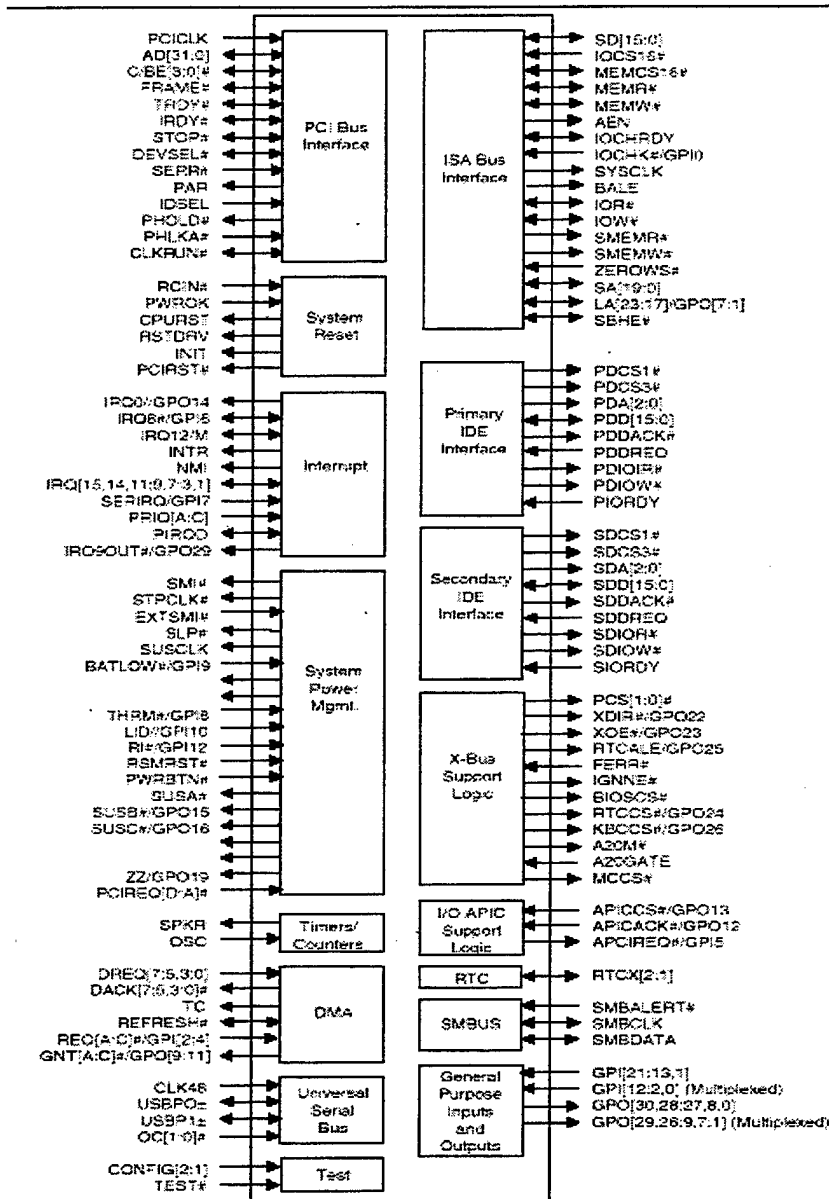 PCICLK
AD[31:0]
C/BE[3:0]#
FRAME#
TRDY#
IRDY#
STOP#
DEVSEL#
SERR#
PAR
IDSEL
PHOLD#
PHLKA#
CLKRUN#
PCI Bus
Interface
RCIN#
PWROK
CPURST
RSTDRV
INIT
PCIRST#
System
Reset
IRQ0/GPO14
IRQ8#/GPI6
IRQ12/M
INTR
NMI
IRQ[15,14,11:9,7:3,1]
SERIRQ/GPI7
PRIQ[A:C]
PIRQD
IRQ9OUT#/GPO29
Interrupt
SMI#
STPCLK#
EXTSMI#
SLP#
SUSCLK
BATLOW#/GPI9
THRM#/GPI8
LID/GPI10
RI#/GPI12
RSMRST#
PWRBTN#
SUSA#
SUSB#/GPO15
SUSC#/GPO16
ZZ/GPO19
PCIREQ[D:A]#
System
Power
Mgmt.
SPKR
OSC
Timers/
Counters
DREQ[7:5,3:0]
DACK[7:5,3:0]#
TC
REFRESH#
REQ[A:C]#/GPI[2:4]
GNT[A:C]#/GPO[9:11]
DMA
CLK48
USBP0±
USBP1±
OC[1:0]#
Universal
Serial
Bus
CONFIG[2:1]
TEST#
Test
ISA Bus
Interface
SD[15:0]
IOCS16#
MEMCS16#
MEMR#
MEMW#
AEN
IOCHRDY
IOCHK#/GPI0
SYSCLK
BALE
IOR#
IOW#
SMEMR#
SMEMW#
ZEROWS#
SA[19:0]
LA[23:17]/GPO[7:1]
SBHE#
Primary
IDE
Interface
PDCS1#
PDCS3#
PDA[2:0]
PDD[15:0]
PDDACK#
PDDREQ
PDIOIR#
PDIOW#
PIORDY
Secondary
IDE
Interface
SDCS1#
SDCS3#
SDA[2:0]
SDD[15:0]
SDDACK#
SDDREQ
SDIOR#
SDIOW#
SIORDY
X-Bus
Support
Logic
PCS[1:0]#
XDIR#/GPO22
XOE#/GPO23
RTCALE/GPO25
FERR#
IGNNE#
BIOSCS#
RTCCS#/GPO24
KBCCS#/GPO26
A20M#
A20GATE
MCCS#
I/O APIC
Support
Logic
APICCS#/GPO13
APICACK#/GPO12
APCIREQ#/GPI5
RTC
RTCX[2:1]
SMBUS
SMBALERT#
SMBCLK
SMBDATA
General
Purpose
Inputs
and
Outputs
GPI[21:13,1]
GPI[12:2,0] (Multiplexed)
GPO[30,28:27,8,0]
GPO[29,26:9,7:1] (Multiplexed)